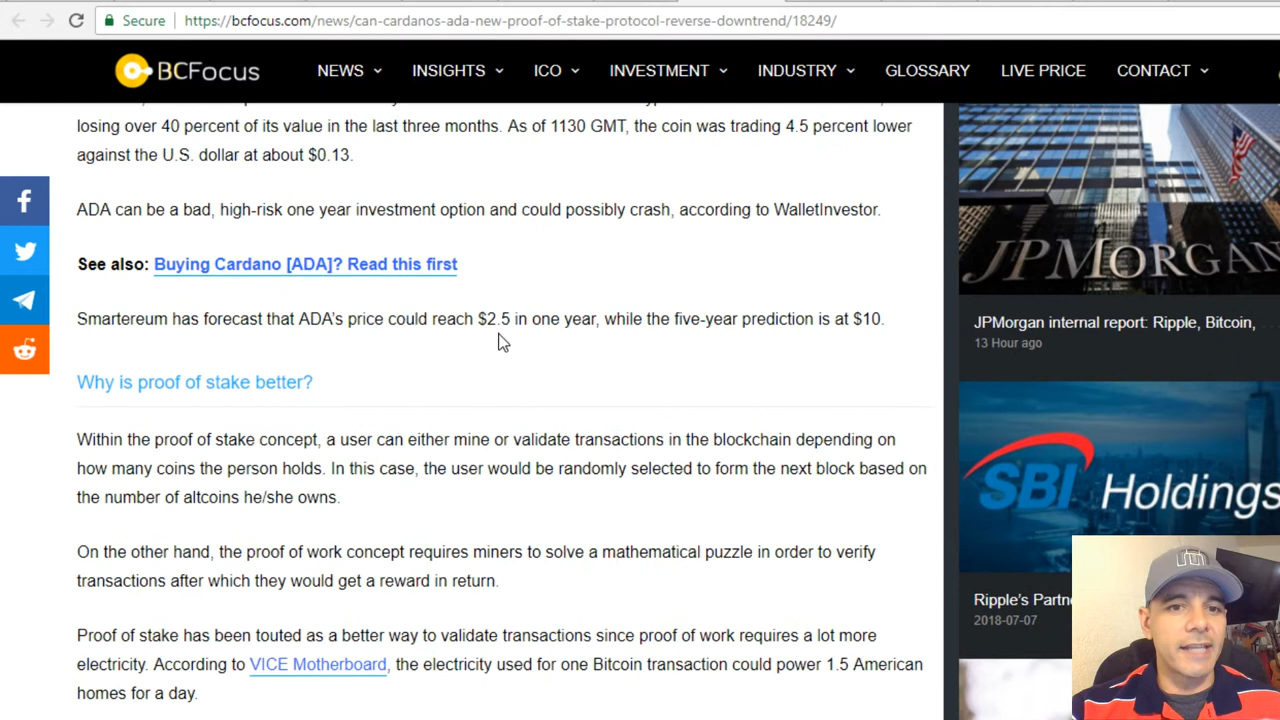 Secure
https://bcfocus.com/news/can-cardanos-ada-new-proof-of-stake-protocol-reverse-downtrend/18249/
BCFocus
NEWS INSIGHTS ICO INVESTMENT INDUSTRY GLOSSARY LIVE PRICE CONTACT
losing over 40 percent of its value in the last three months. As of 1130 GMT, the coin was trading 4.5 percent lower
against the U.S. dollar at about $0.13.
ADA can be a bad, high-risk one year investment option and could possibly crash, according to WalletInvestor.
See also: Buying Cardano [ADA]? Read this first
Smartereum has forecast that ADA’s price could reach $2.5 in one year, while the five-year prediction is at $10.
Why is proof of stake better?
Within the proof of stake concept, a user can either mine or validate transactions in the blockchain depending on
how many coins the person holds. In this case, the user would be randomly selected to form the next block based on
the number of altcoins he/she owns.
On the other hand, the proof of work concept requires miners to solve a mathematical puzzle in order to verify
transactions after which they would get a reward in return.
Proof of stake has been touted as a better way to validate transactions since proof of work requires a lot more
electricity. According to VICE Motherboard, the electricity used for one Bitcoin transaction could power 1.5 American
homes for a day.
JPMORGAN
JPMorgan internal report: Ripple, Bitcoin,
13 Hour ago
SBI Holdings
Ripple’s Partn
2018-07-07